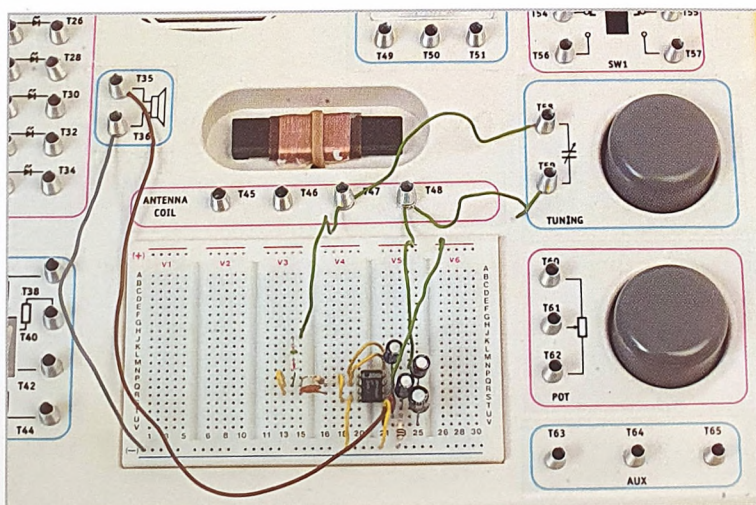 T26
T28
T30
T32
T34
T35
T36
T49 T50 T51
T54 T55
T56 T57
SW1
T58
T59
TUNING
ANTENNA COIL
T45 T46 T47 T48
(+) V1 V2 V3 V4 V5 V6
A A
B B
C C
D D
E E
F F
G G
H H
I I
J J
K K
L L
M M
N N
O O
P P
Q Q
R R
S S
T T
U U
V V
1 3 5 6 8 10 11 13 15 16 18 20 21 23 25 26 28 30
(−)
T38
T40
T42
T44
T60
T61
T62
POT
T63 T64 T65
AUX